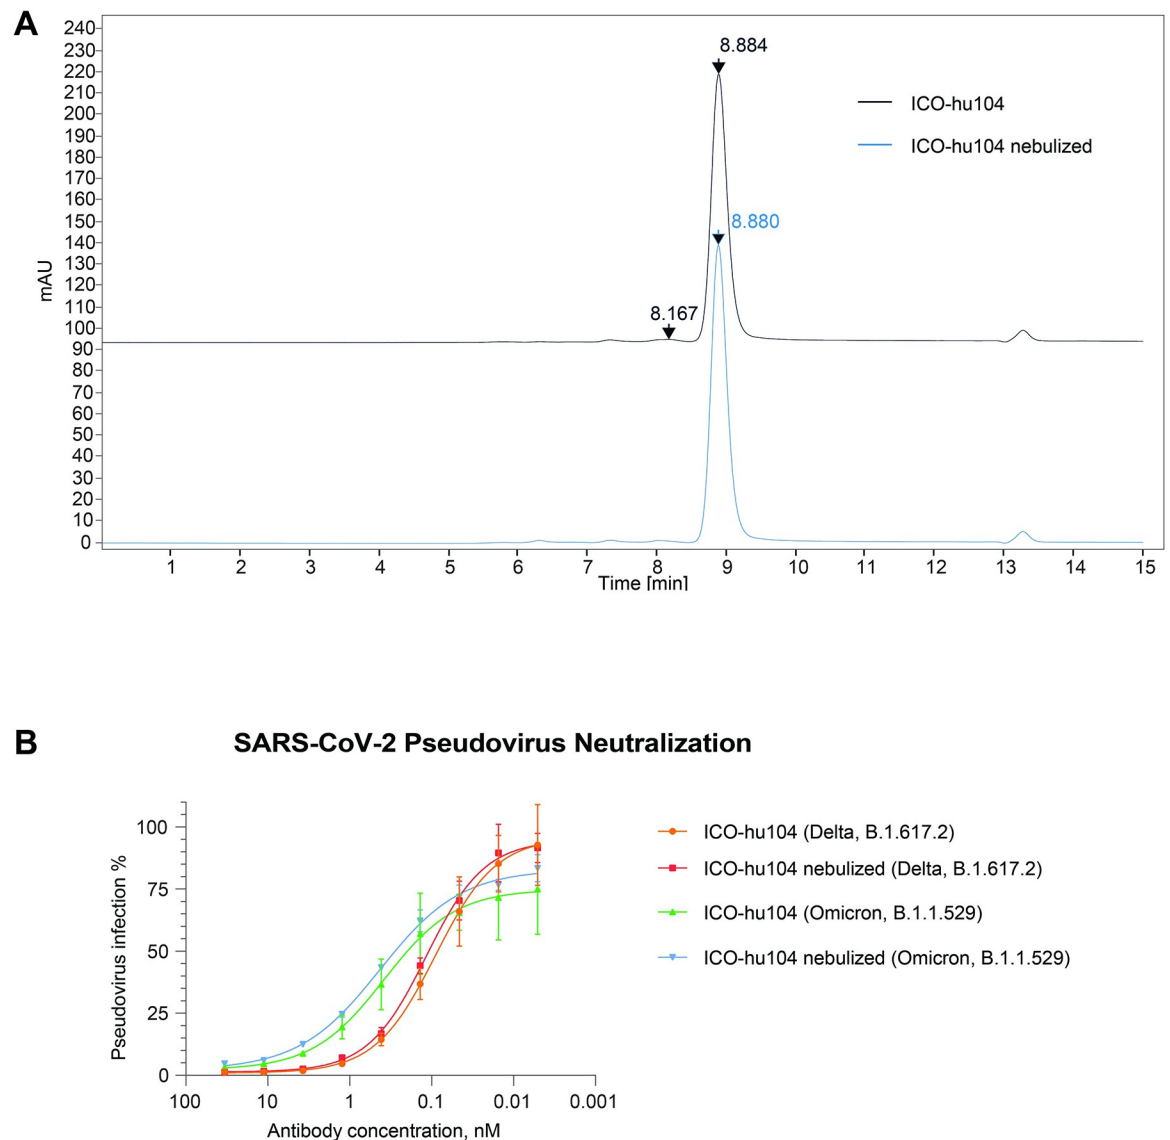 A
240
230
220
210
200
190
180
170
160
150
140
130
120
110
100
90
80
70
60
50
40
30
20
10
0
mAU
8.884
8.880
8.167
ICO-hu104
ICO-hu104 nebulized
1 2 3 4 5 6 7 8 9 10 11 12 13 14 15
Time [min]
B
SARS-CoV-2 Pseudovirus Neutralization
Pseudovirus infection %
100
75
50
25
0
100 10 1 0.1 0.01 0.001
Antibody concentration, nM
ICO-hu104 (Delta, B.1.617.2)
ICO-hu104 nebulized (Delta, B.1.617.2)
ICO-hu104 (Omicron, B.1.1.529)
ICO-hu104 nebulized (Omicron, B.1.1.529)